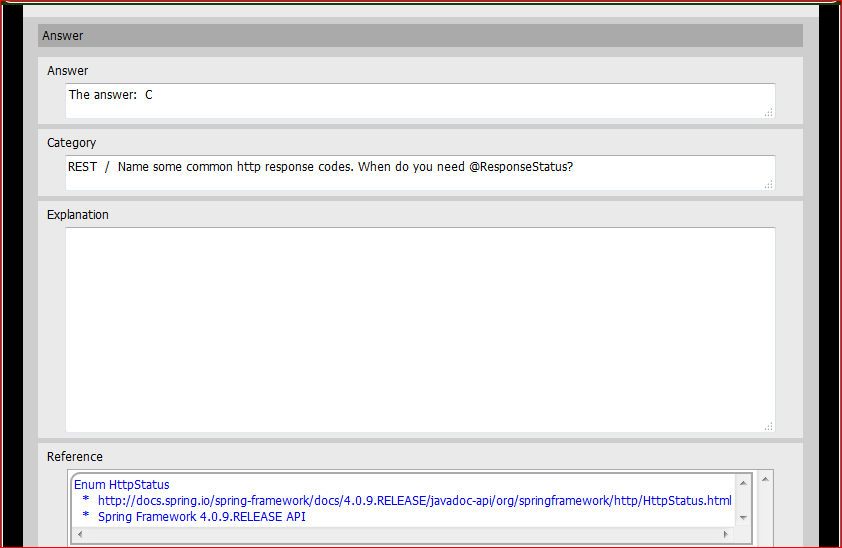 Answer
Answer
The answer:  C
Category
REST  /  Name some common http response codes. When do you need @ResponseStatus?
Explanation
Reference
Enum HttpStatus
*  http://docs.spring.io/spring-framework/docs/4.0.9.RELEASE/javadoc-api/org/springframework/http/HttpStatus.html
*  Spring Framework 4.0.9.RELEASE API